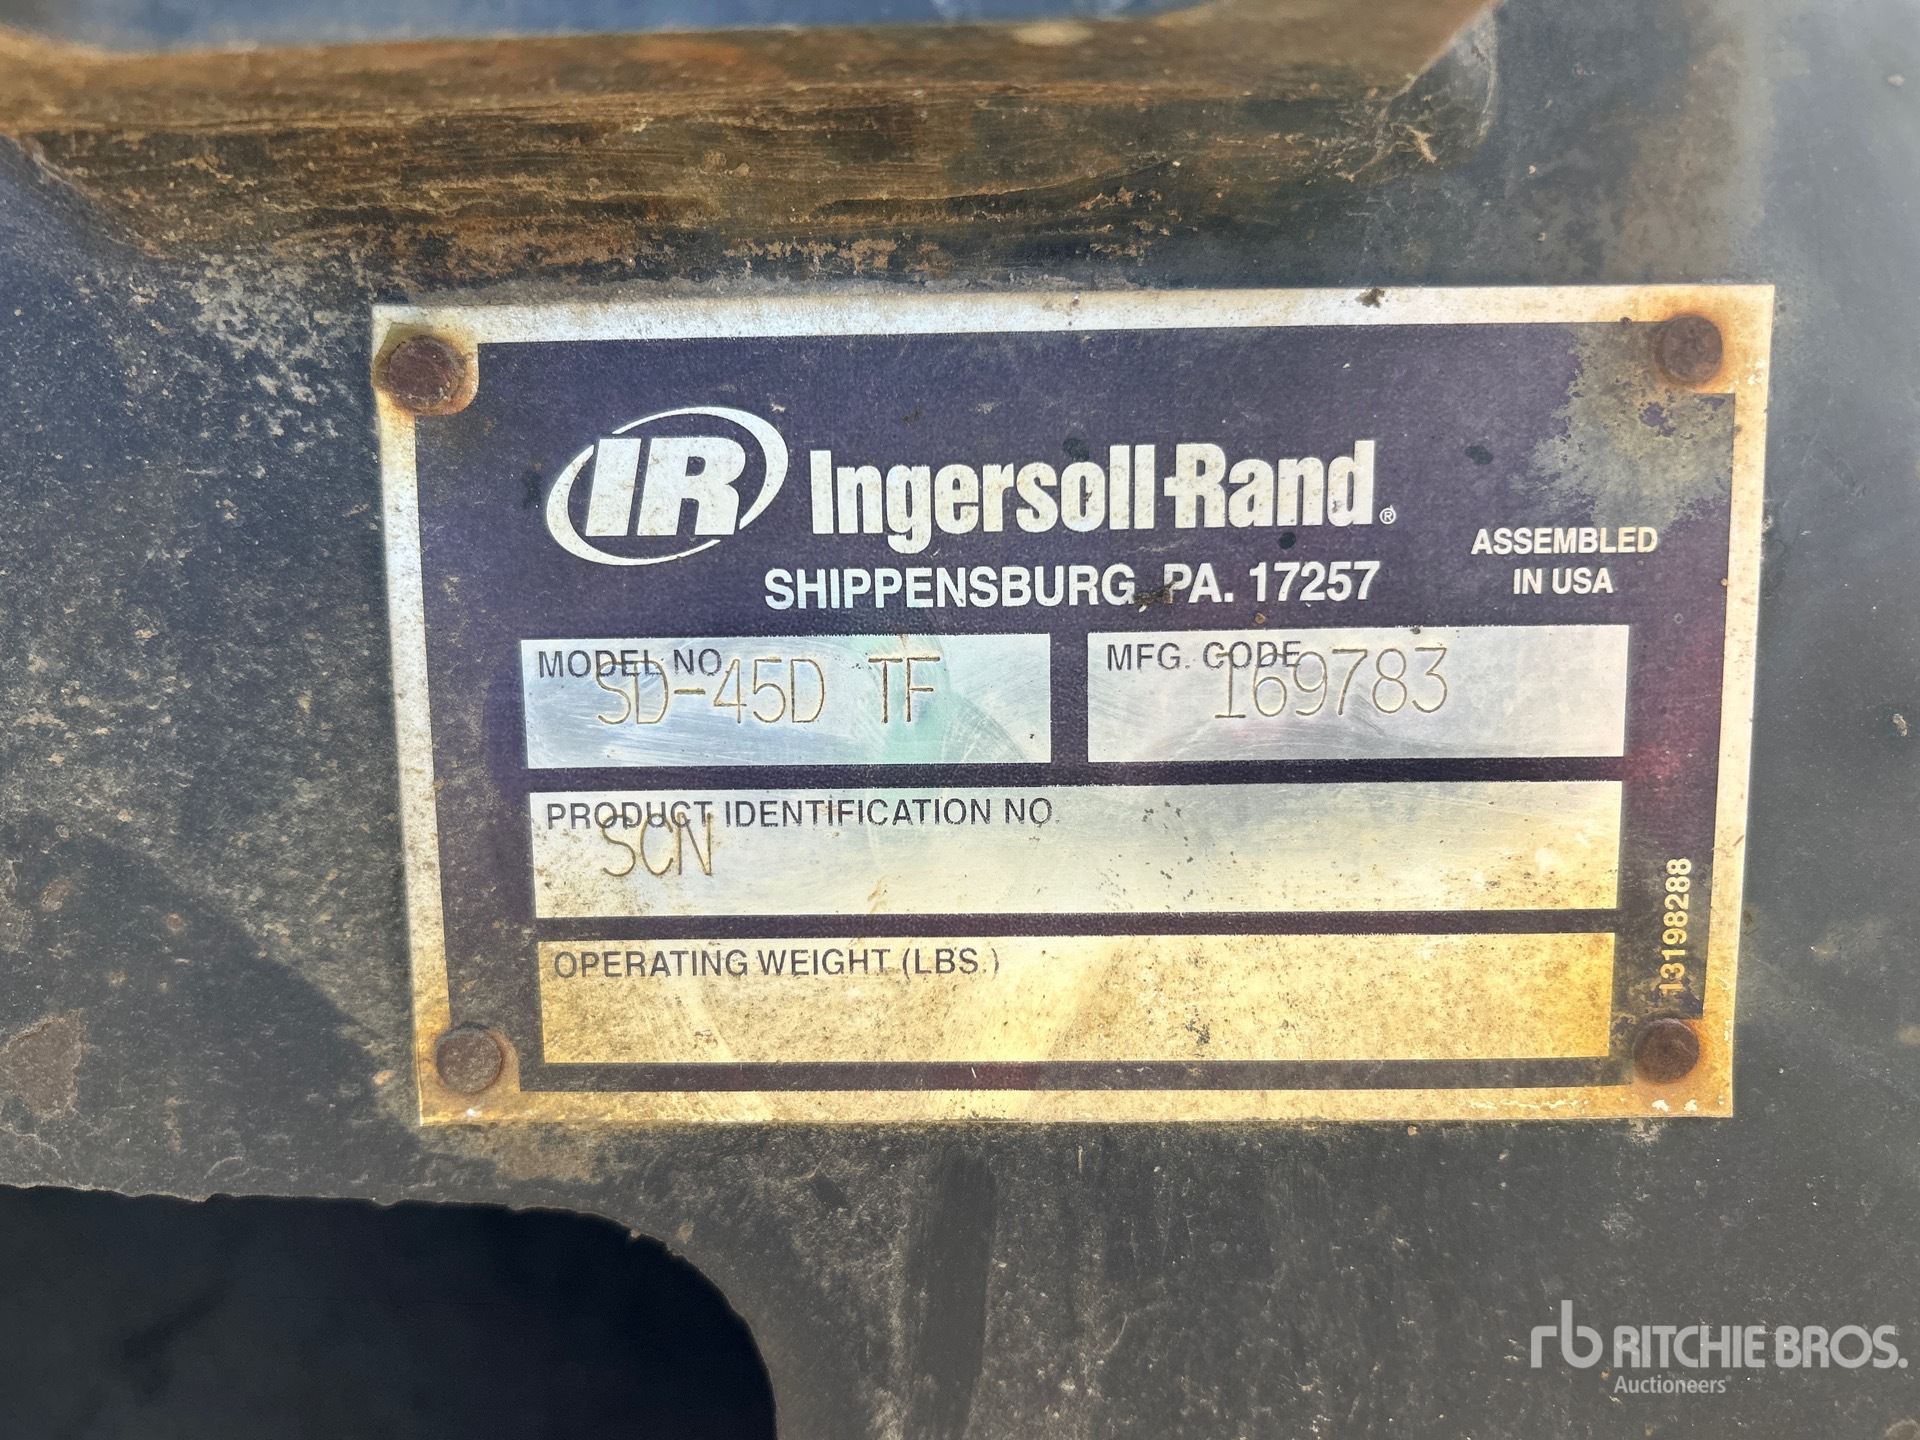 IR Ingersoll-Rand®
SHIPPENSBURG, PA. 17257
ASSEMBLED
IN USA
MODEL NO.
SD-45D TF
MFG. CODE
169783
PRODUCT IDENTIFICATION NO.
SCN
OPERATING WEIGHT (LBS.)
13198288
rb RITCHIE BROS.
Auctioneers